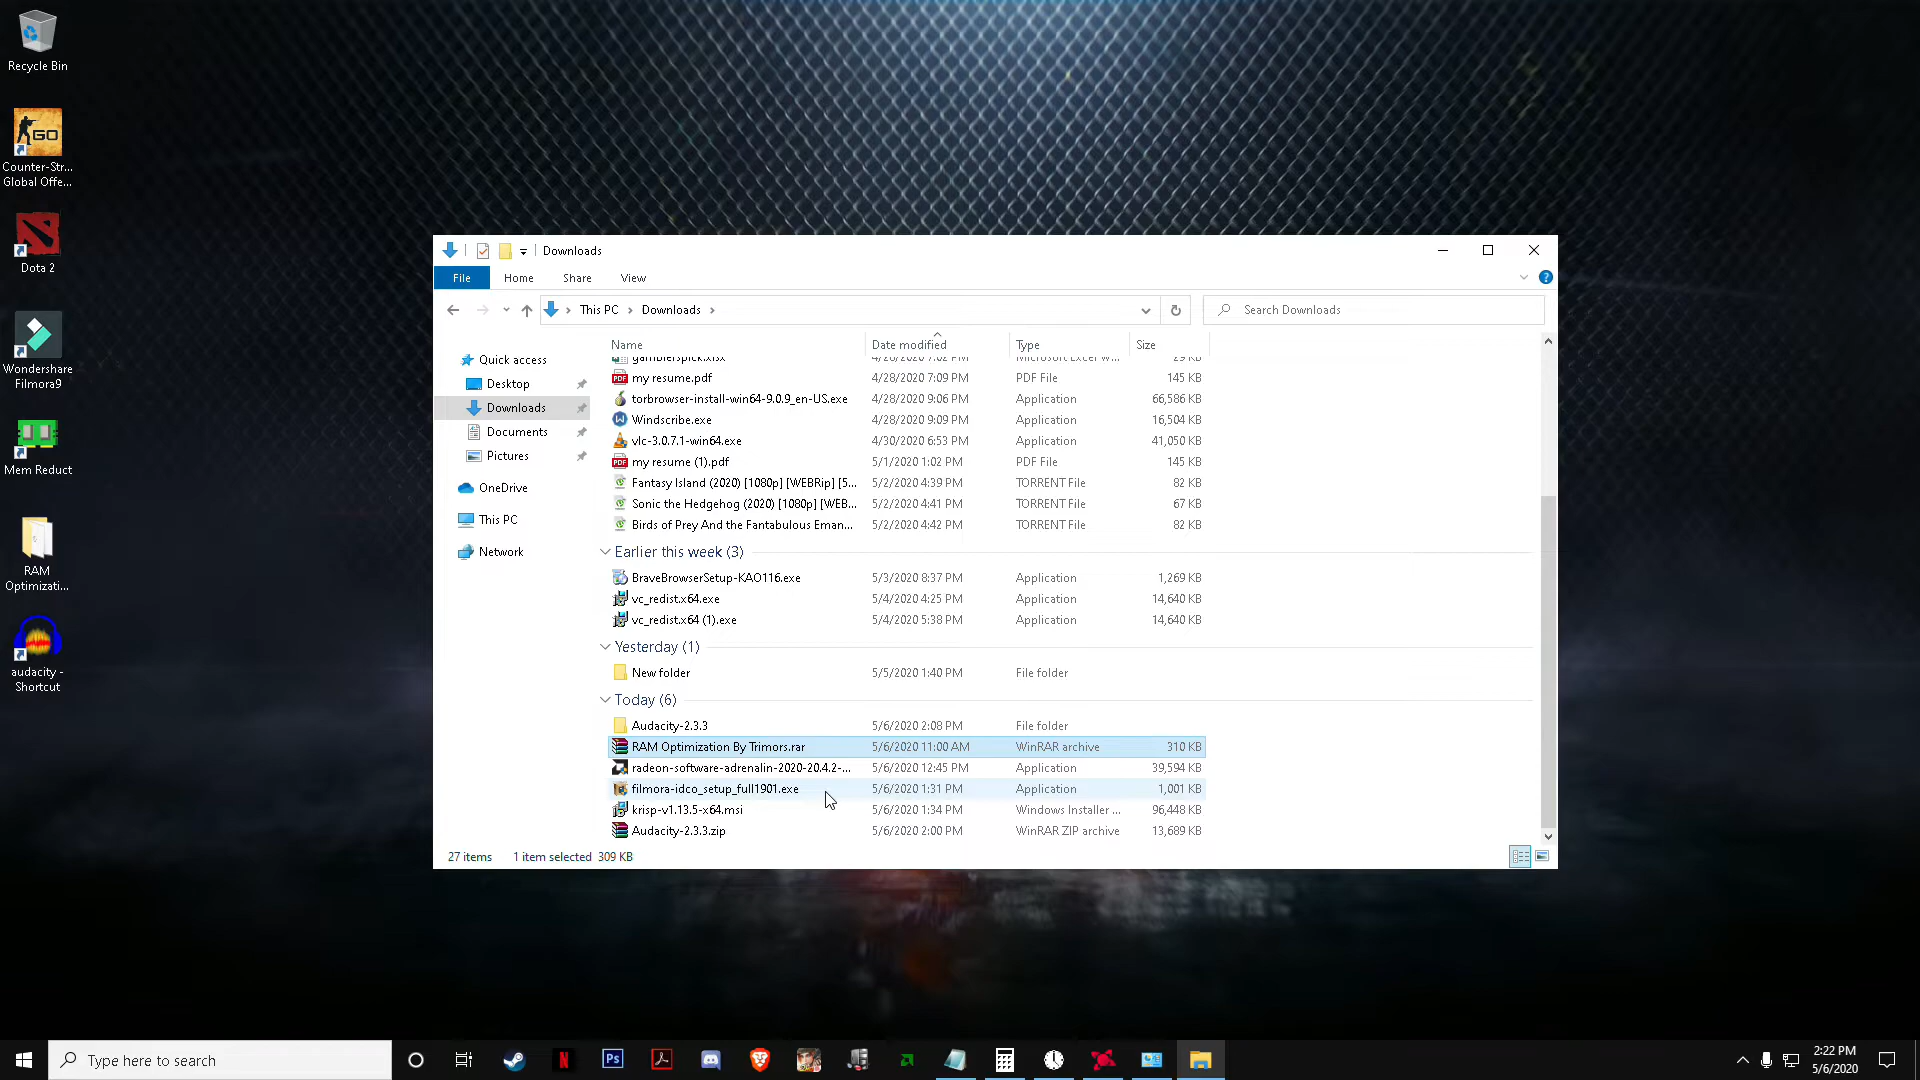 Recycle Bin
GO
Counter-Str...
Global Offe...
Dota 2
Wondershare
Filmora9
Mem Reduct
RAM
Optimizati...
audacity -
Shortcut
Downloads
File
Home
Share
View
This PC
Downloads
Search Downloads
Quick access
Desktop
Downloads
Documents
Pictures
OneDrive
This PC
Network
Name Date modified Type Size
gamblerspick.xlsx 4/28/2020 7:02 PM Microsoft Excel W... 29 KB
my resume.pdf 4/28/2020 7:09 PM PDF File 145 KB
torbrowser-install-win64-9.0.9_en-US.exe 4/28/2020 9:06 PM Application 66,586 KB
Windscribe.exe 4/28/2020 9:09 PM Application 16,504 KB
vlc-3.0.7.1-win64.exe 4/30/2020 6:53 PM Application 41,050 KB
my resume (1).pdf 5/1/2020 1:02 PM PDF File 145 KB
Fantasy Island (2020) [1080p] [WEBRip] [5... 5/2/2020 4:39 PM TORRENT File 82 KB
Sonic the Hedgehog (2020) [1080p] [WEB... 5/2/2020 4:41 PM TORRENT File 67 KB
Birds of Prey And the Fantabulous Eman... 5/2/2020 4:42 PM TORRENT File 82 KB
Earlier this week (3)
BraveBrowserSetup-KAO116.exe 5/3/2020 8:37 PM Application 1,269 KB
vc_redist.x64.exe 5/4/2020 4:25 PM Application 14,640 KB
vc_redist.x64 (1).exe 5/4/2020 5:38 PM Application 14,640 KB
Yesterday (1)
New folder 5/5/2020 1:40 PM File folder
Today (6)
Audacity-2.3.3 5/6/2020 2:08 PM File folder
RAM Optimization By Trimors.rar 5/6/2020 11:00 AM WinRAR archive 310 KB
radeon-software-adrenalin-2020-20.4.2-... 5/6/2020 12:45 PM Application 39,594 KB
filmora-idco_setup_full1901.exe 5/6/2020 1:31 PM Application 1,001 KB
krisp-v1.13.5-x64.msi 5/6/2020 1:34 PM Windows Installer ... 96,448 KB
Audacity-2.3.3.zip 5/6/2020 2:00 PM WinRAR ZIP archive 13,689 KB
27 items 1 item selected 309 KB
Type here to search
Ps
2:22 PM
5/6/2020